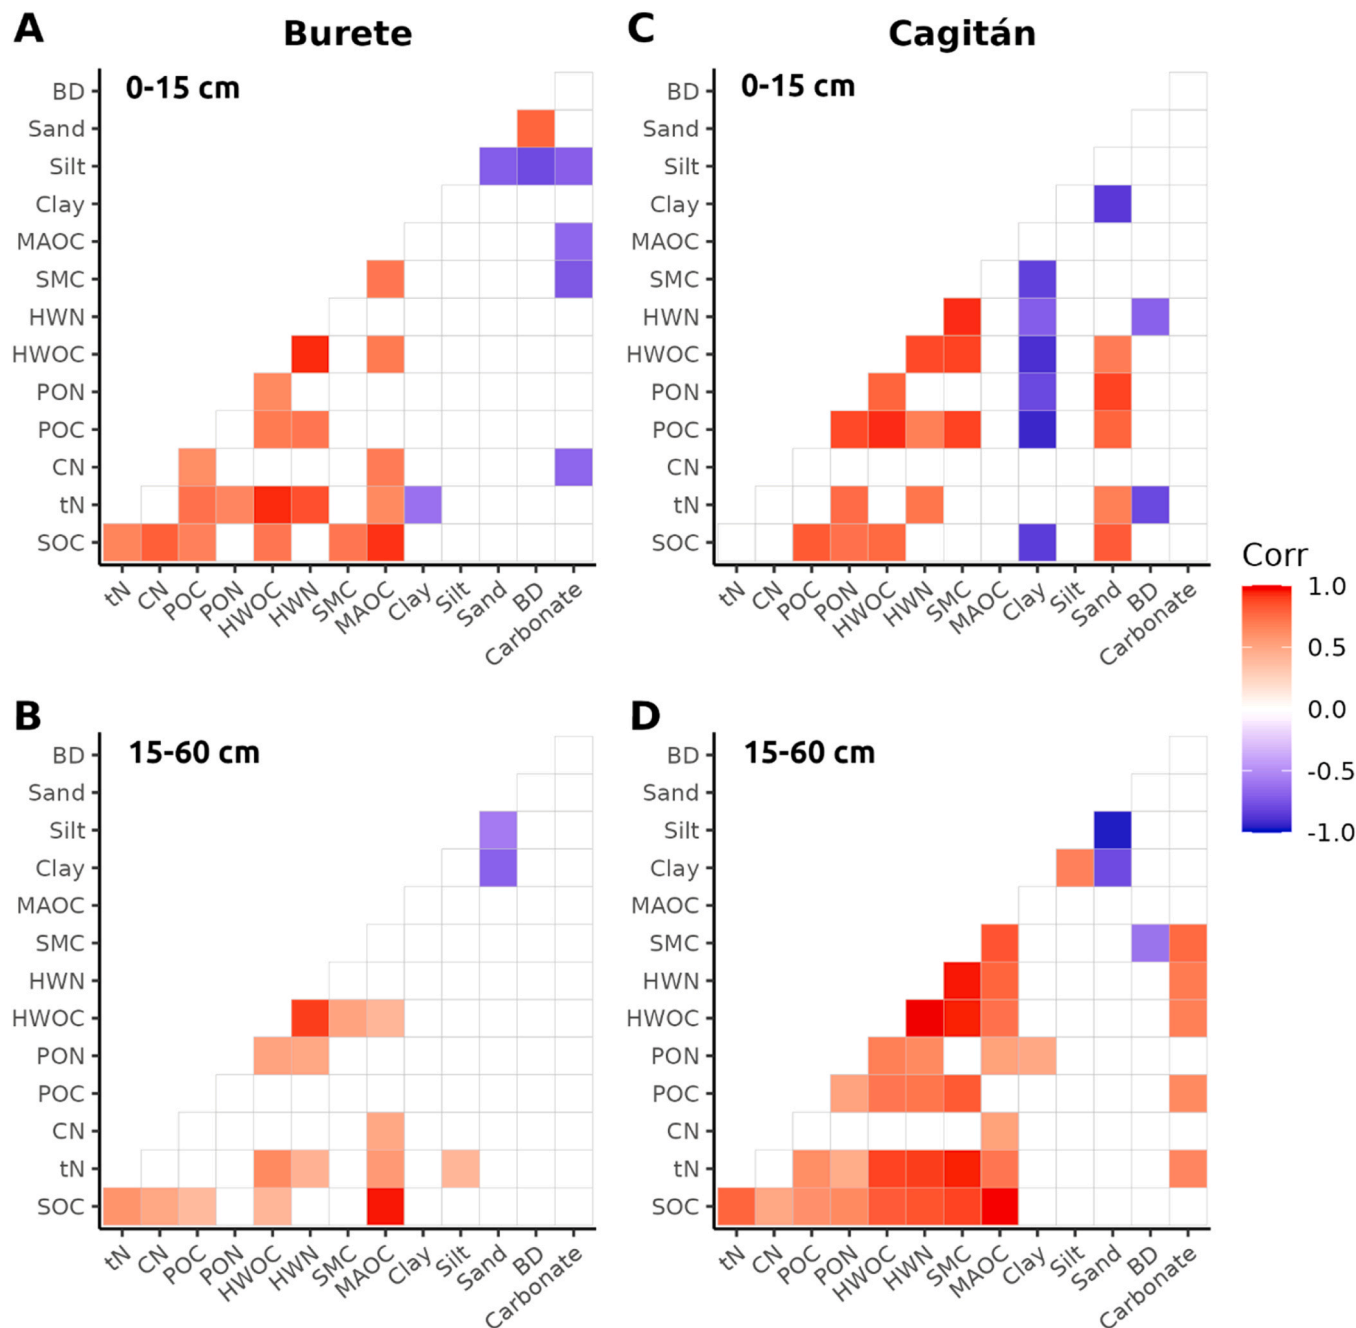 A
Burete
0-15 cm
BD
Sand
Silt
Clay
MAOC
SMC
HWN
HWOC
PON
POC
CN
tN
SOC
tN CN POC PON HWOC HWN SMC MAOC Clay Silt Sand BD Carbonate
C
Cagitán
0-15 cm
BD
Sand
Silt
Clay
MAOC
SMC
HWN
HWOC
PON
POC
CN
tN
SOC
tN CN POC PON HWOC HWN SMC MAOC Clay Silt Sand BD Carbonate
B
15-60 cm
BD
Sand
Silt
Clay
MAOC
SMC
HWN
HWOC
PON
POC
CN
tN
SOC
tN CN POC PON HWOC HWN SMC MAOC Clay Silt Sand BD Carbonate
D
15-60 cm
BD
Sand
Silt
Clay
MAOC
SMC
HWN
HWOC
PON
POC
CN
tN
SOC
tN CN POC PON HWOC HWN SMC MAOC Clay Silt Sand BD Carbonate
Corr
1.0
0.5
0.0
-0.5
-1.0